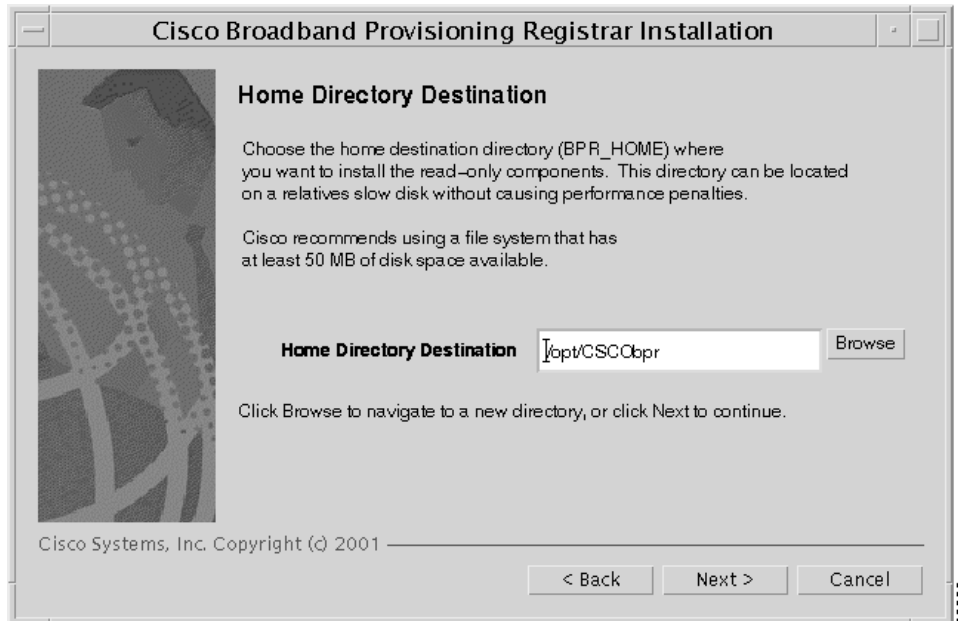 Cisco Broadband Provisioning Registrar Installation
Home Directory Destination
Choose the home destination directory (BPR_HOME) where
you want to install the read-only components. This directory can be located
on a relatives slow disk without causing performance penalties.
Cisco recommends using a file system that has
at least 50 MB of disk space available.
Home Directory Destination /opt/CSCObpr Browse
Click Browse to navigate to a new directory, or click Next to continue.
Cisco Systems, Inc. Copyright (c) 2001
< Back Next > Cancel